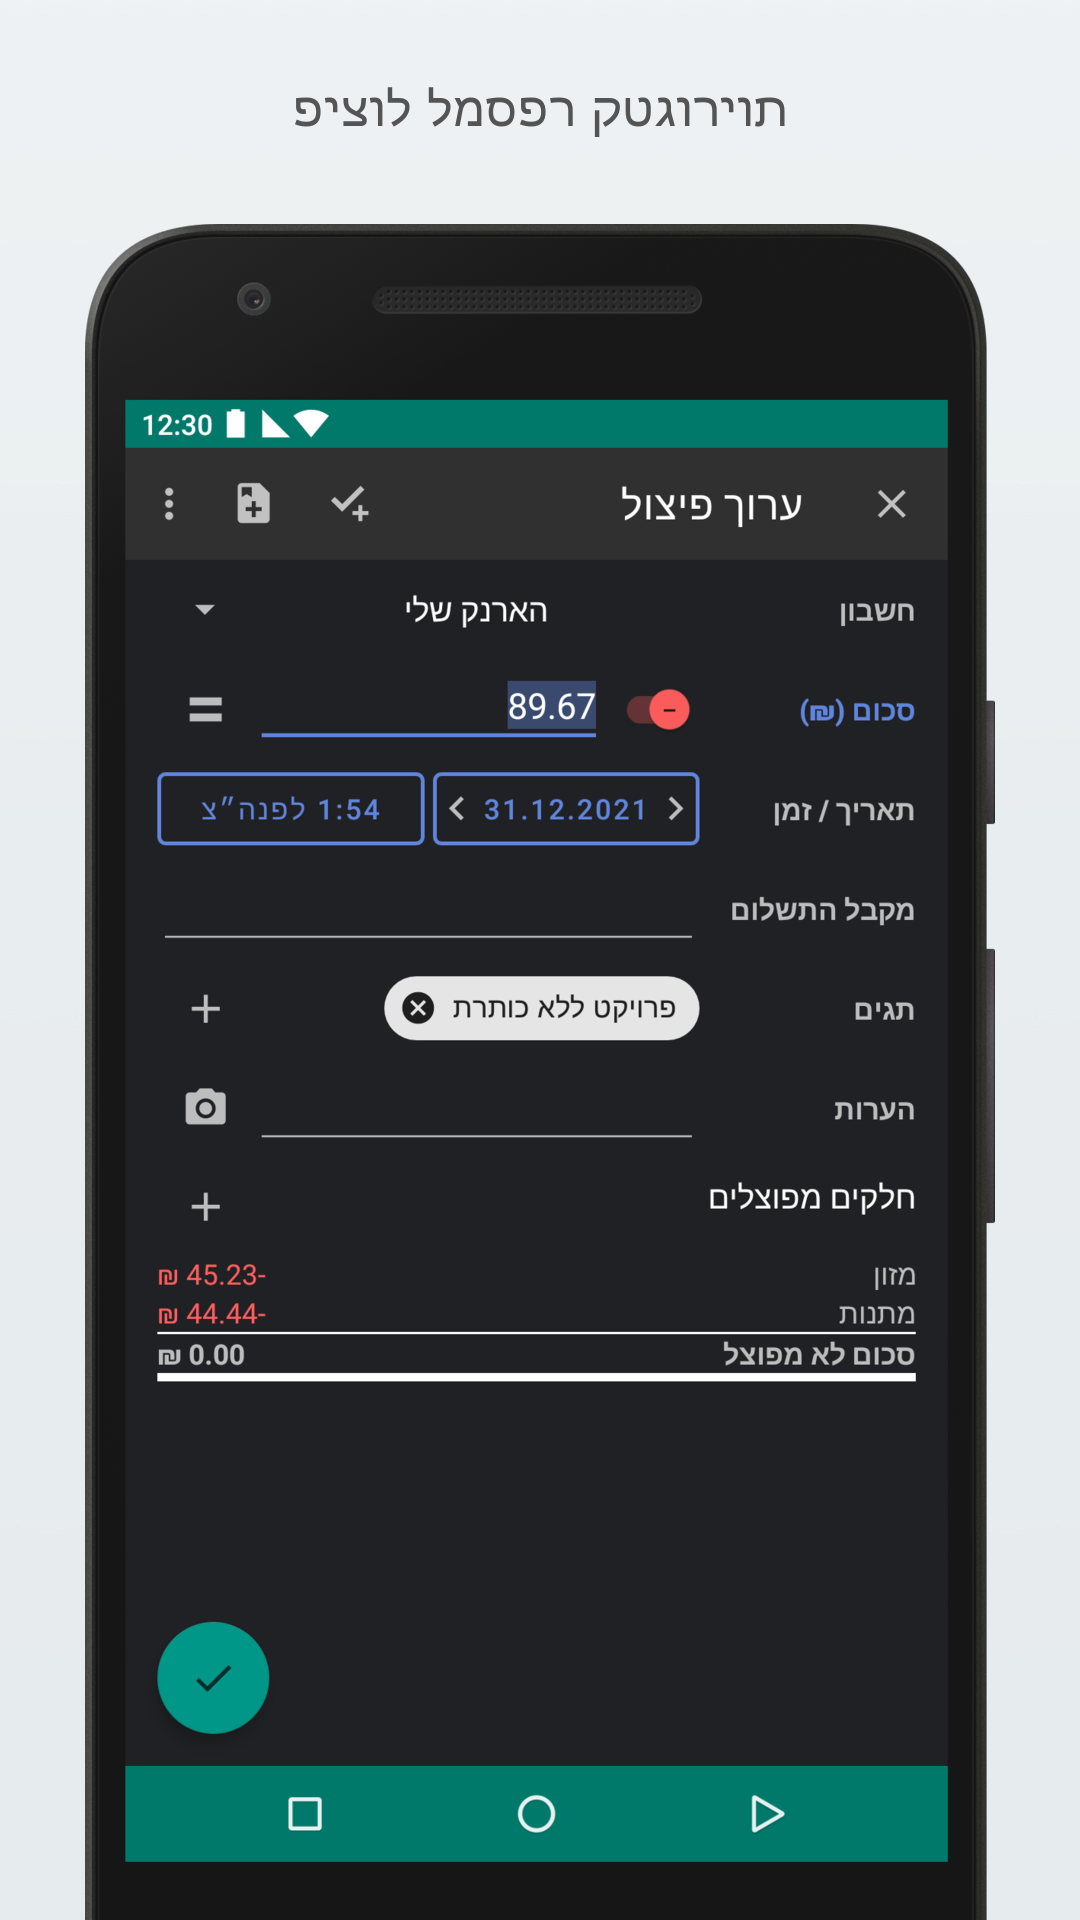 תוירוגטק רפסמל לוציפ
12:30
ערוך פיצול
חשבון הארנק שלי
סכום (₪) 89.67
תאריך / זמן 31.12.2021 1:54 לפנה״צ
מקבל התשלום
תגים פרויקט ללא כותרת
הערות
חלקים מפוצלים
מזון -45.23 ₪
מתנות -44.44 ₪
סכום לא מפוצל 0.00 ₪